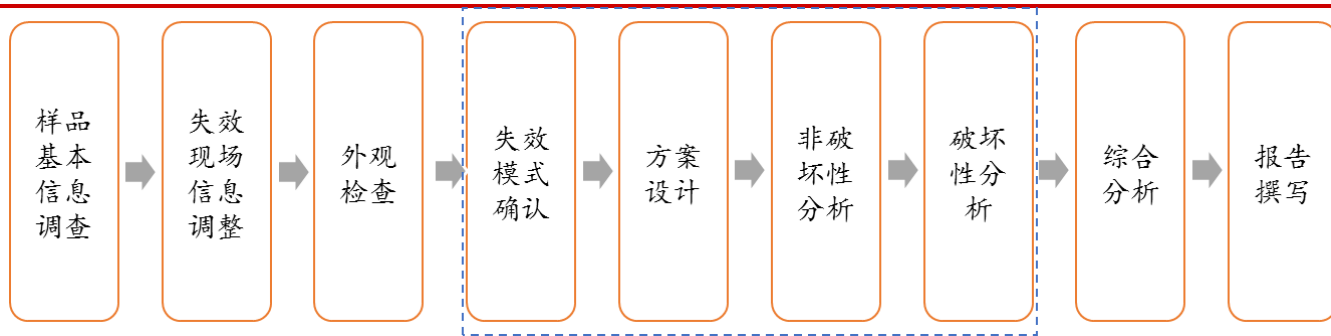 样品
基本
信息
调查
失效
现场
信息
调整
外观
检查
失效
模式
确认
方案
设计
非破
坏性
分析
破坏
性分
析
综合
分析
报告
撰写